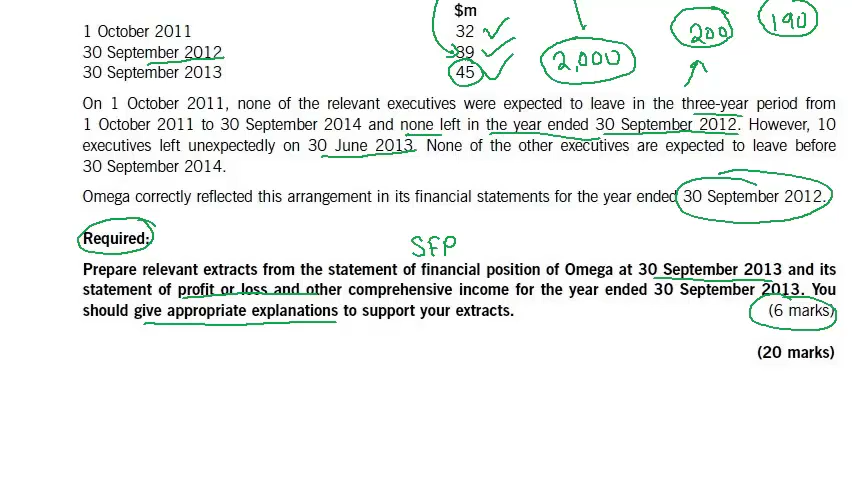 $m
1 October 2011 32
200 190
30 September 2012 39
2,000
30 September 2013 45
On 1 October 2011, none of the relevant executives were expected to leave in the three-year period from
1 October 2011 to 30 September 2014 and none left in the year ended 30 September 2012. However, 10
executives left unexpectedly on 30 June 2013. None of the other executives are expected to leave before
30 September 2014.
Omega correctly reflected this arrangement in its financial statements for the year ended 30 September 2012.
Required:
SFP
Prepare relevant extracts from the statement of financial position of Omega at 30 September 2013 and its
statement of profit or loss and other comprehensive income for the year ended 30 September 2013. You
should give appropriate explanations to support your extracts. (6 marks)
(20 marks)